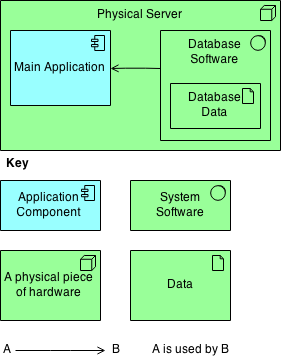 Physical Server
Main Application
Database
Software
Database
Data
Key
Application
Component
System
Software
A physical piece
of hardware
Data
A B A is used by B